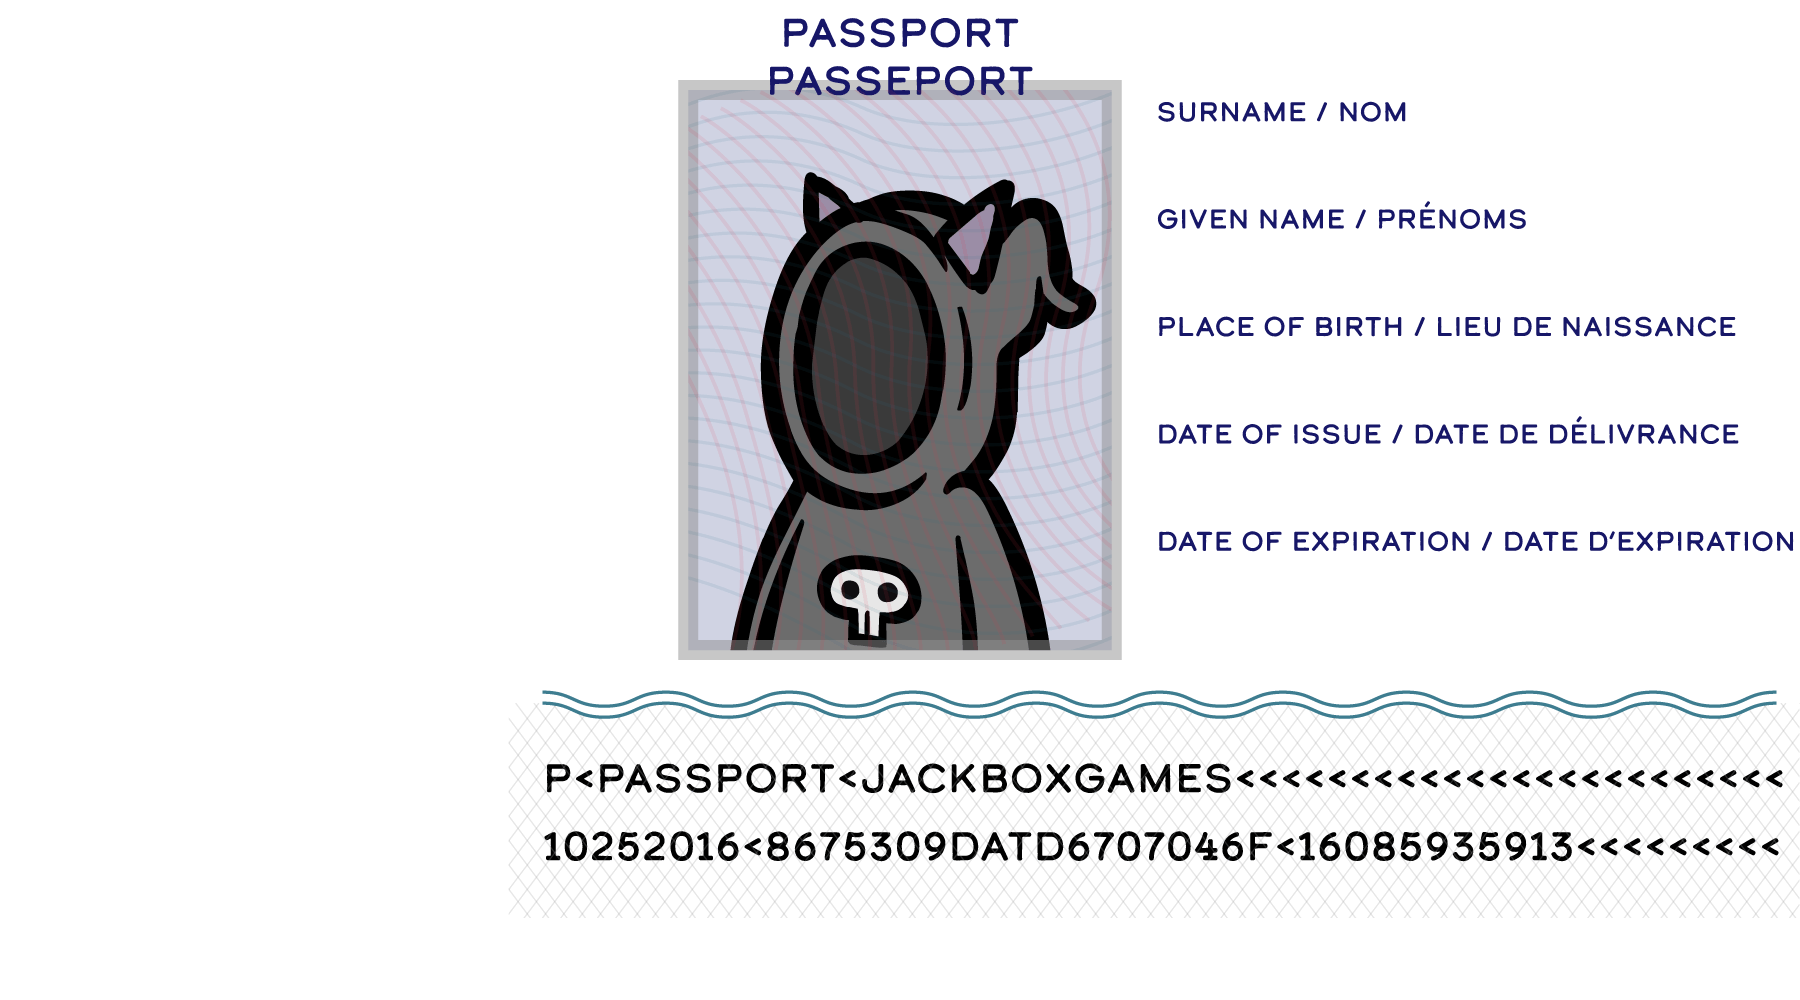 PASSPORT
PASSEPORT
SURNAME / NOM
GIVEN NAME / PRÉNOMS
PLACE OF BIRTH / LIEU DE NAISSANCE
DATE OF ISSUE / DATE DE DÉLIVRANCE
DATE OF EXPIRATION / DATE D'EXPIRATION
P<PASSPORT<JACKBOXGAMES<<<<<<<<<<<<<<<<<<<<<<<<
10252016<8675309DATD6707046F<16085935913<<<<<<<<<